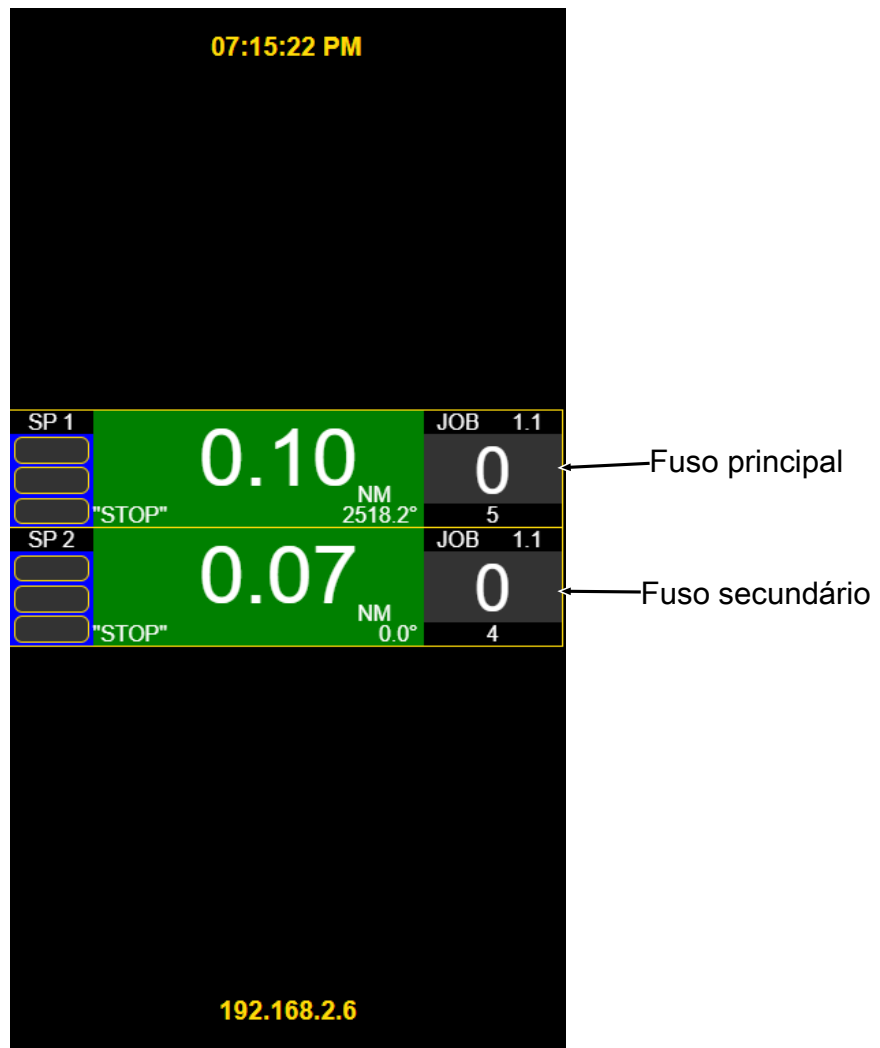 07:15:22 PM
SP 1
0.10
NM
"STOP" 2518.2°
JOB 1.1
0
5
Fuso principal
SP 2
0.07
NM
"STOP" 0.0°
JOB 1.1
0
4
Fuso secundário
192.168.2.6